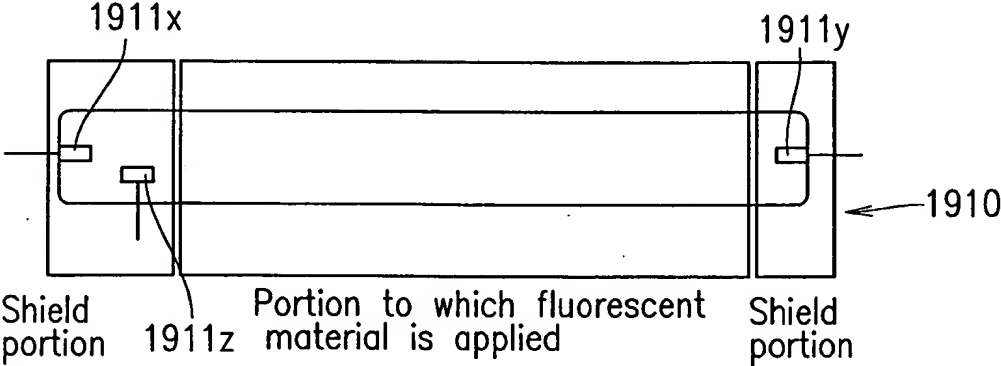 1911x
1911y
1910
Shield
portion
1911z
Portion to which fluorescent
material is applied
Shield
portion